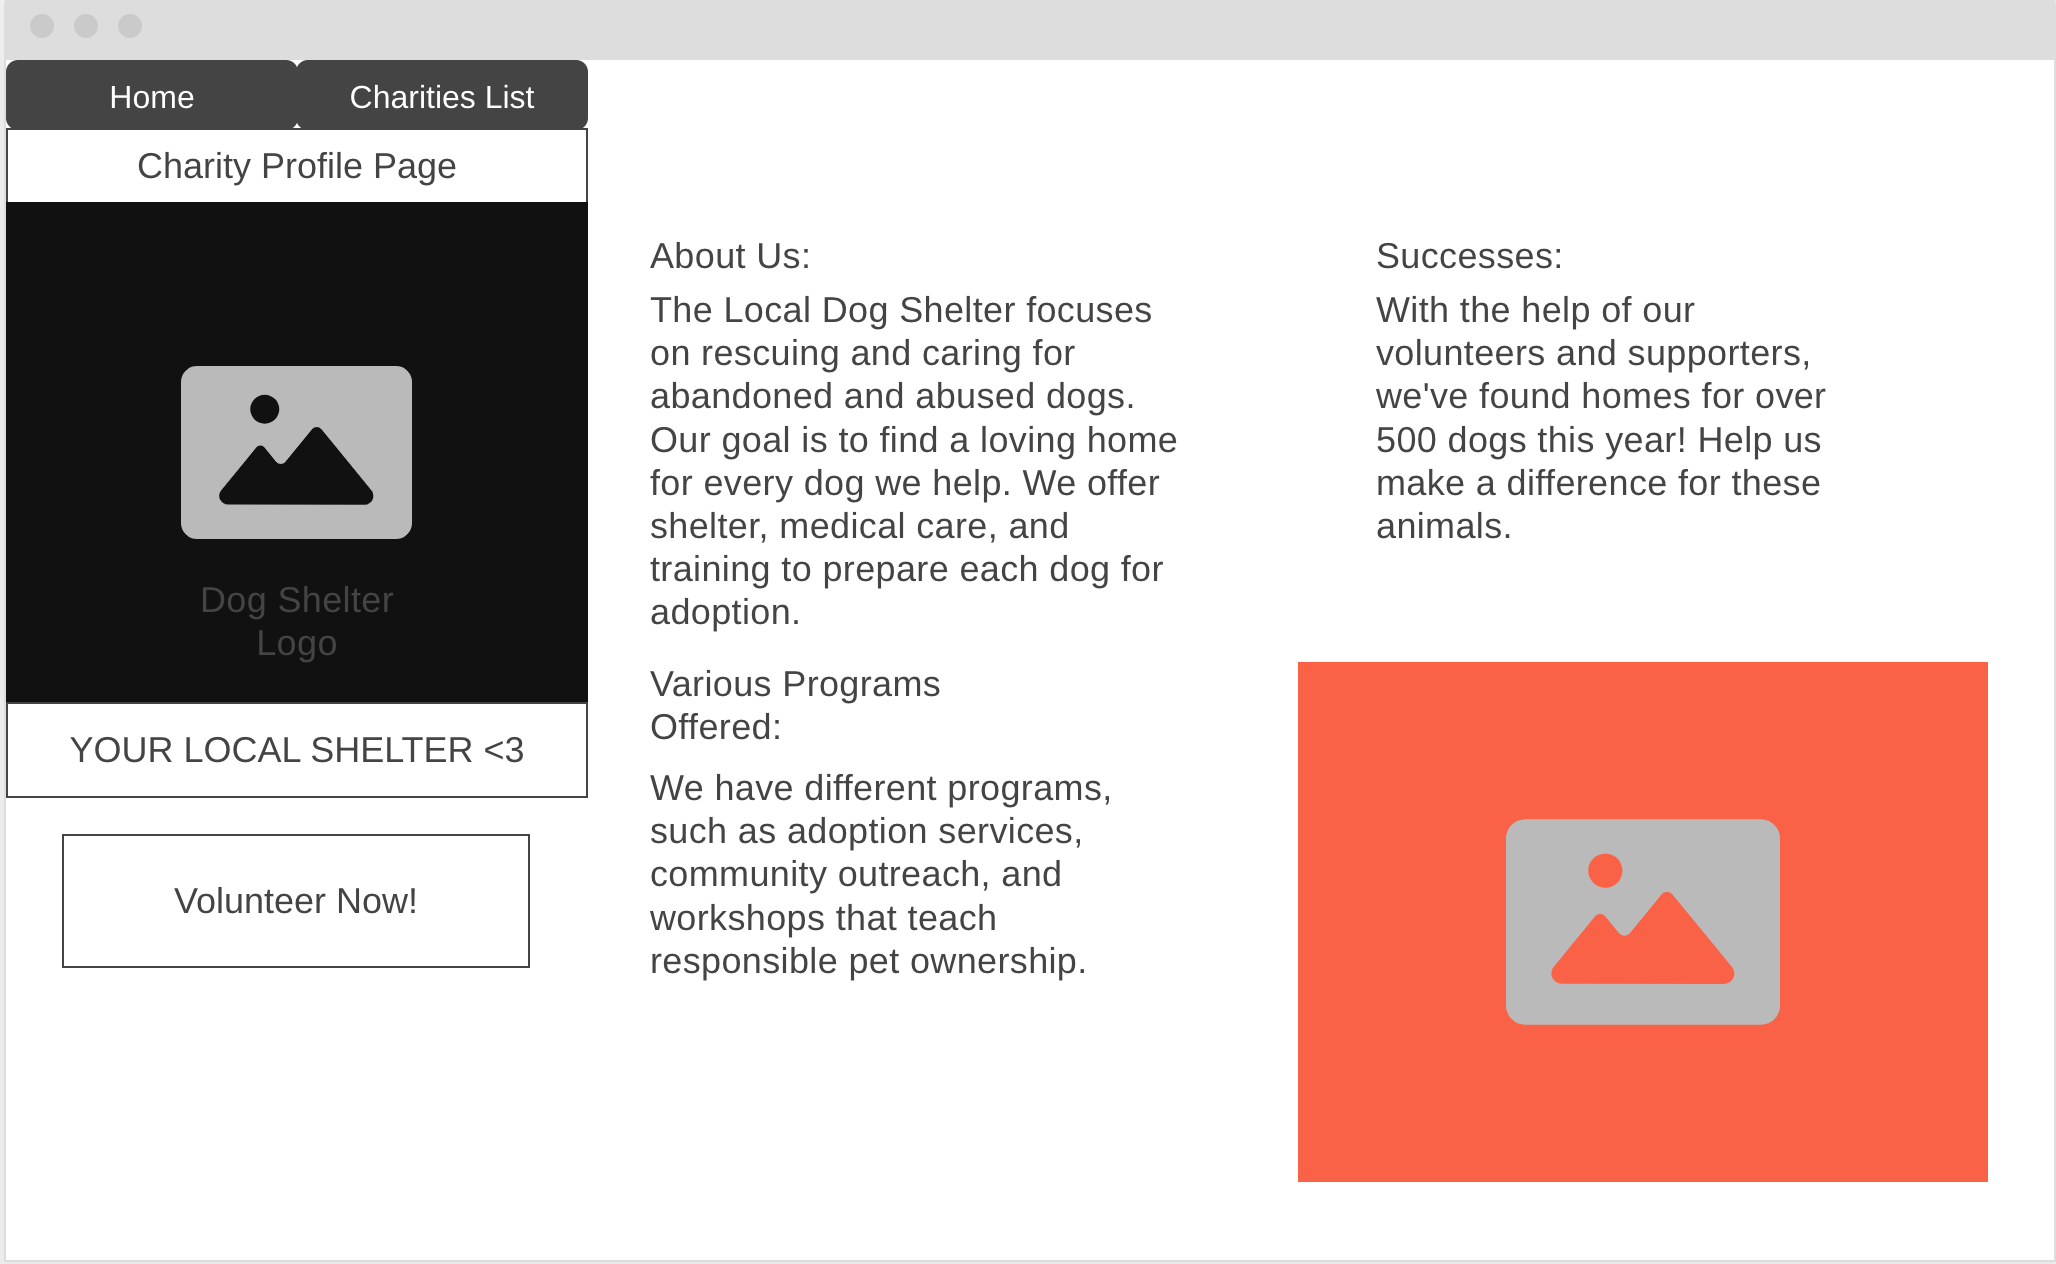 Home
Charities List
Charity Profile Page
Dog Shelter
Logo
YOUR LOCAL SHELTER <3
Volunteer Now!
About Us:
The Local Dog Shelter focuses
on rescuing and caring for
abandoned and abused dogs.
Our goal is to find a loving home
for every dog we help. We offer
shelter, medical care, and
training to prepare each dog for
adoption.
Various Programs
Offered:
We have different programs,
such as adoption services,
community outreach, and
workshops that teach
responsible pet ownership.
Successes:
With the help of our
volunteers and supporters,
we've found homes for over
500 dogs this year! Help us
make a difference for these
animals.